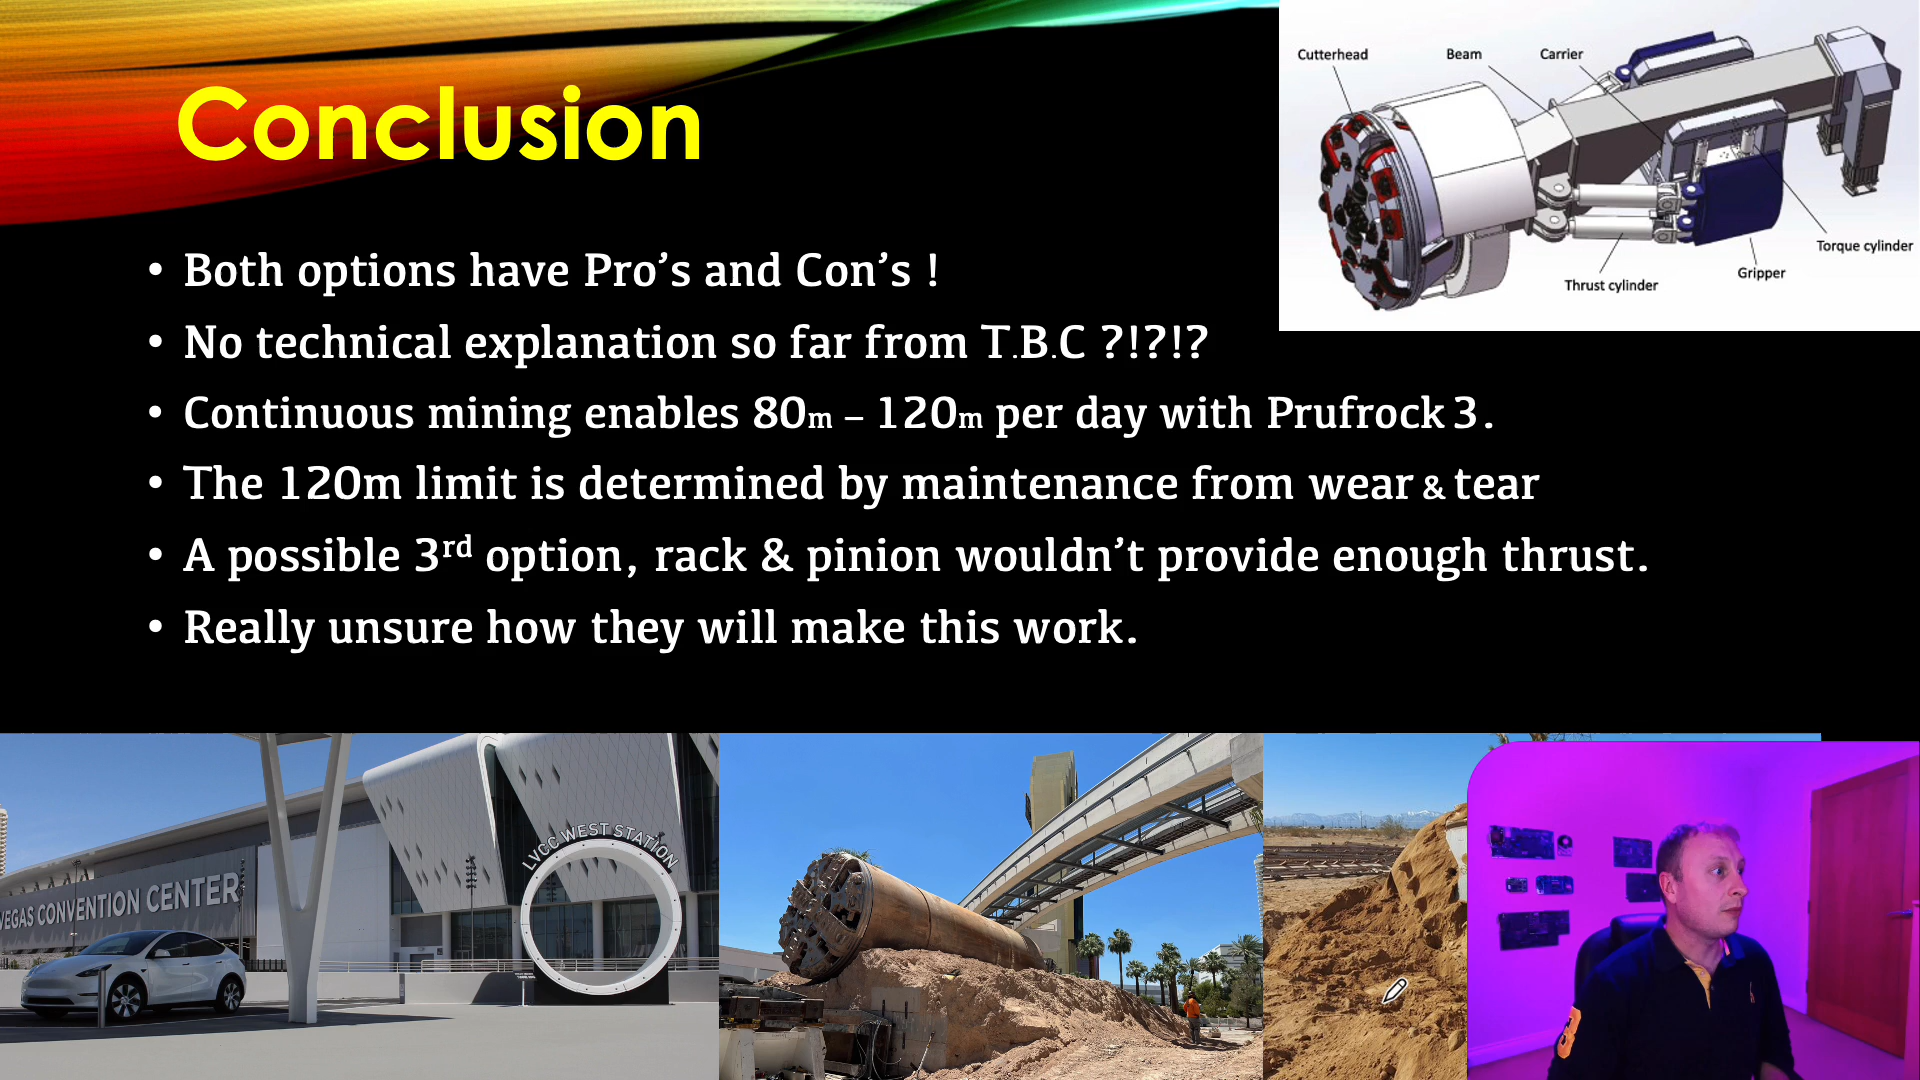 Conclusion
• Both options have Pro’s and Con’s !
• No technical explanation so far from T.B.C ?!?!?
• Continuous mining enables 80m – 120m per day with Prufrock 3.
• The 120m limit is determined by maintenance from wear & tear
• A possible 3rd option, rack & pinion wouldn’t provide enough thrust.
• Really unsure how they will make this work.
Cutterhead
Beam
Carrier
Torque cylinder
Gripper
Thrust cylinder
VEGAS CONVENTION CENTER
LVCC WEST STATION